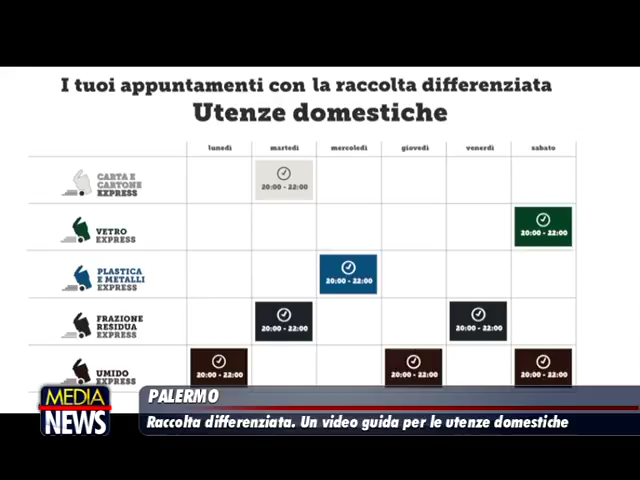 I tuoi appuntamenti con la raccolta differenziata
Utenze domestiche
lunedì martedì mercoledì giovedì venerdì sabato
CARTA E
CARTONE
EXPRESS
20:00 - 22:00
VETRO
EXPRESS
20:00 - 22:00
PLASTICA
E METALLI
EXPRESS
20:00 - 22:00
FRAZIONE
RESIDUA
EXPRESS
20:00 - 22:00 20:00 - 22:00
UMIDO
EXPRESS
20:00 - 22:00 20:00 - 22:00 20:00 - 22:00
MEDIA
NEWS
PALERMO
Raccolta differenziata. Un video guida per le utenze domestiche